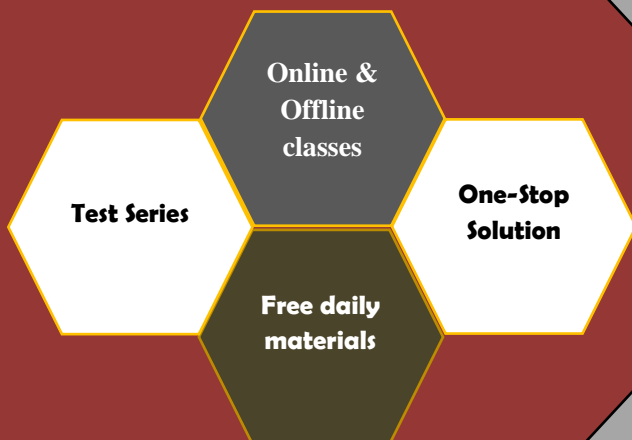 Online &
Offline
classes
Test Series
One-Stop
Solution
Free daily
materials